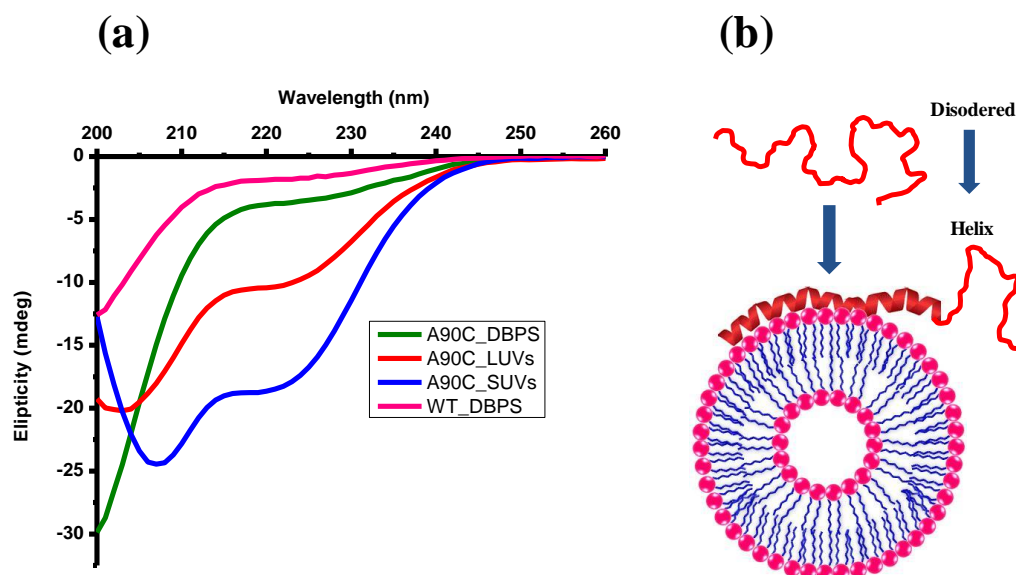 (a)
(b)
Wavelength (nm)
200 210 220 230 240 250 260
0
-5
-10
-15
-20
-25
-30
Elipticity (mdeg)
A90C_DBPS
A90C_LUVs
A90C_SUVs
WT_DBPS
Disodered
Helix